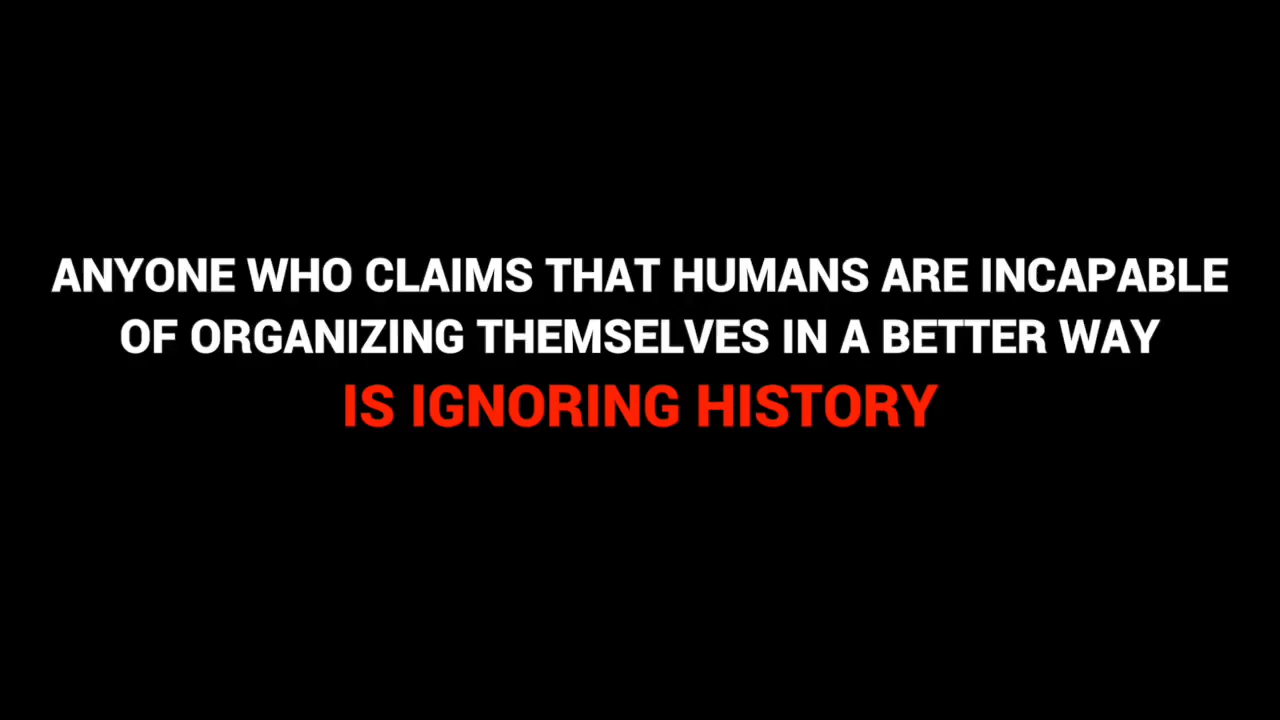 ANYONE WHO CLAIMS THAT HUMANS ARE INCAPABLE
OF ORGANIZING THEMSELVES IN A BETTER WAY
IS IGNORING HISTORY